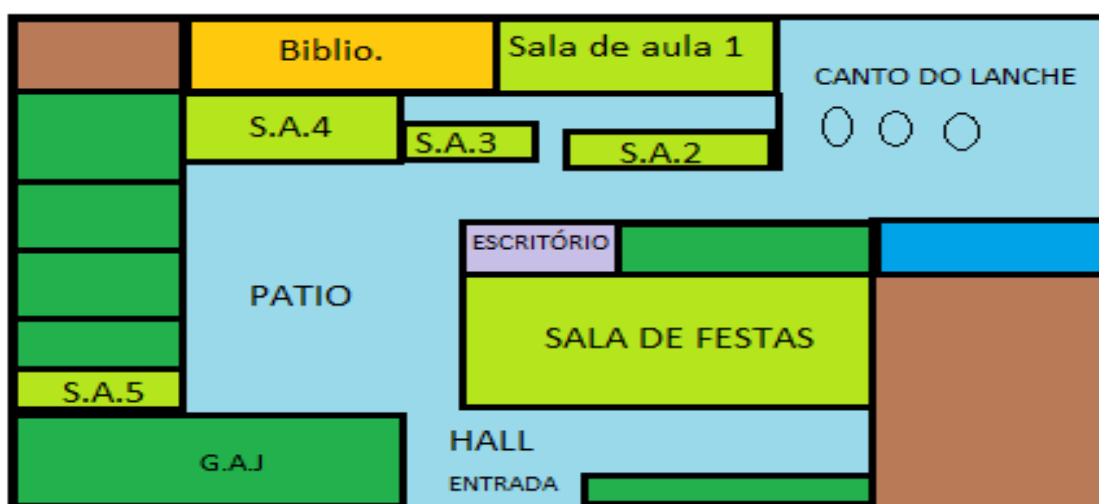 Biblio.
Sala de aula 1
CANTO DO LANCHE
S.A.4
S.A.3
S.A.2
ESCRITÓRIO
PATIO
SALA DE FESTAS
S.A.5
HALL
G.A.J
ENTRADA